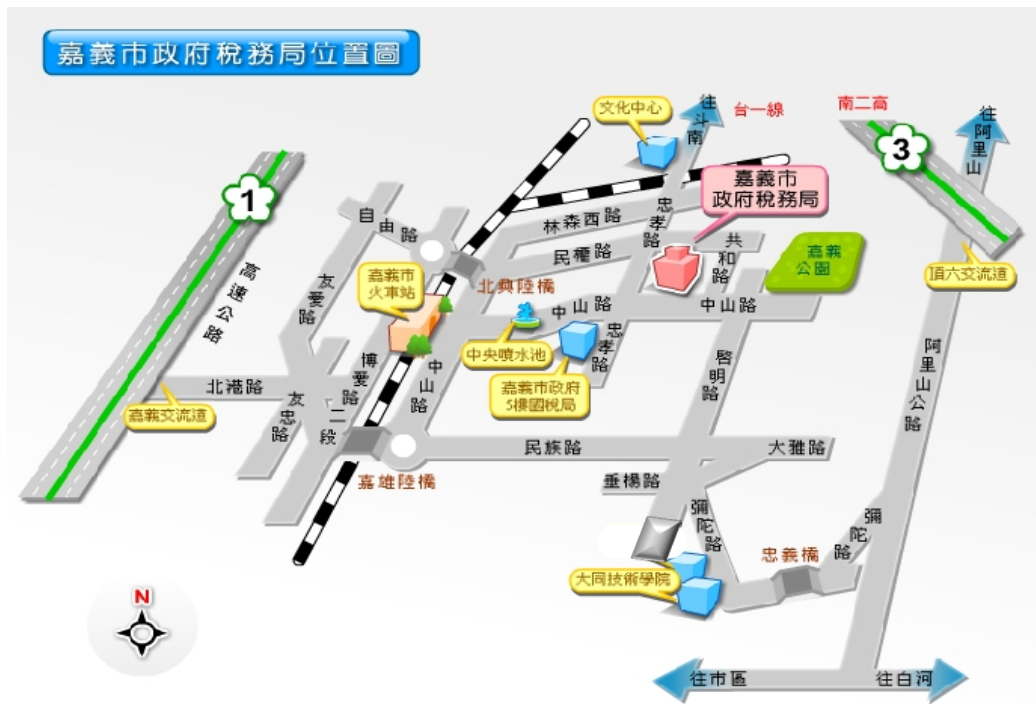 嘉義市政府稅務局位置圖
文化中心
往斗南
台一線
南二高
往阿里山
1
3
嘉義市
政府稅務局
自由路
林森西路
忠孝路
民權路
共和路
嘉義
公園
頂六交流道
高速公路
友愛路
嘉義市
火車站
北興陸橋
中山路
中山路
中央噴水池
忠孝路
嘉義市政府
5樓國稅局
啓明路
阿里山公路
北港路
嘉義交流道
友忠路
博愛路二段
中山路
民族路
大雅路
嘉雄陸橋
垂楊路
彌陀路
彌陀路
忠義橋
大同技術學院
N
往市區
往白河